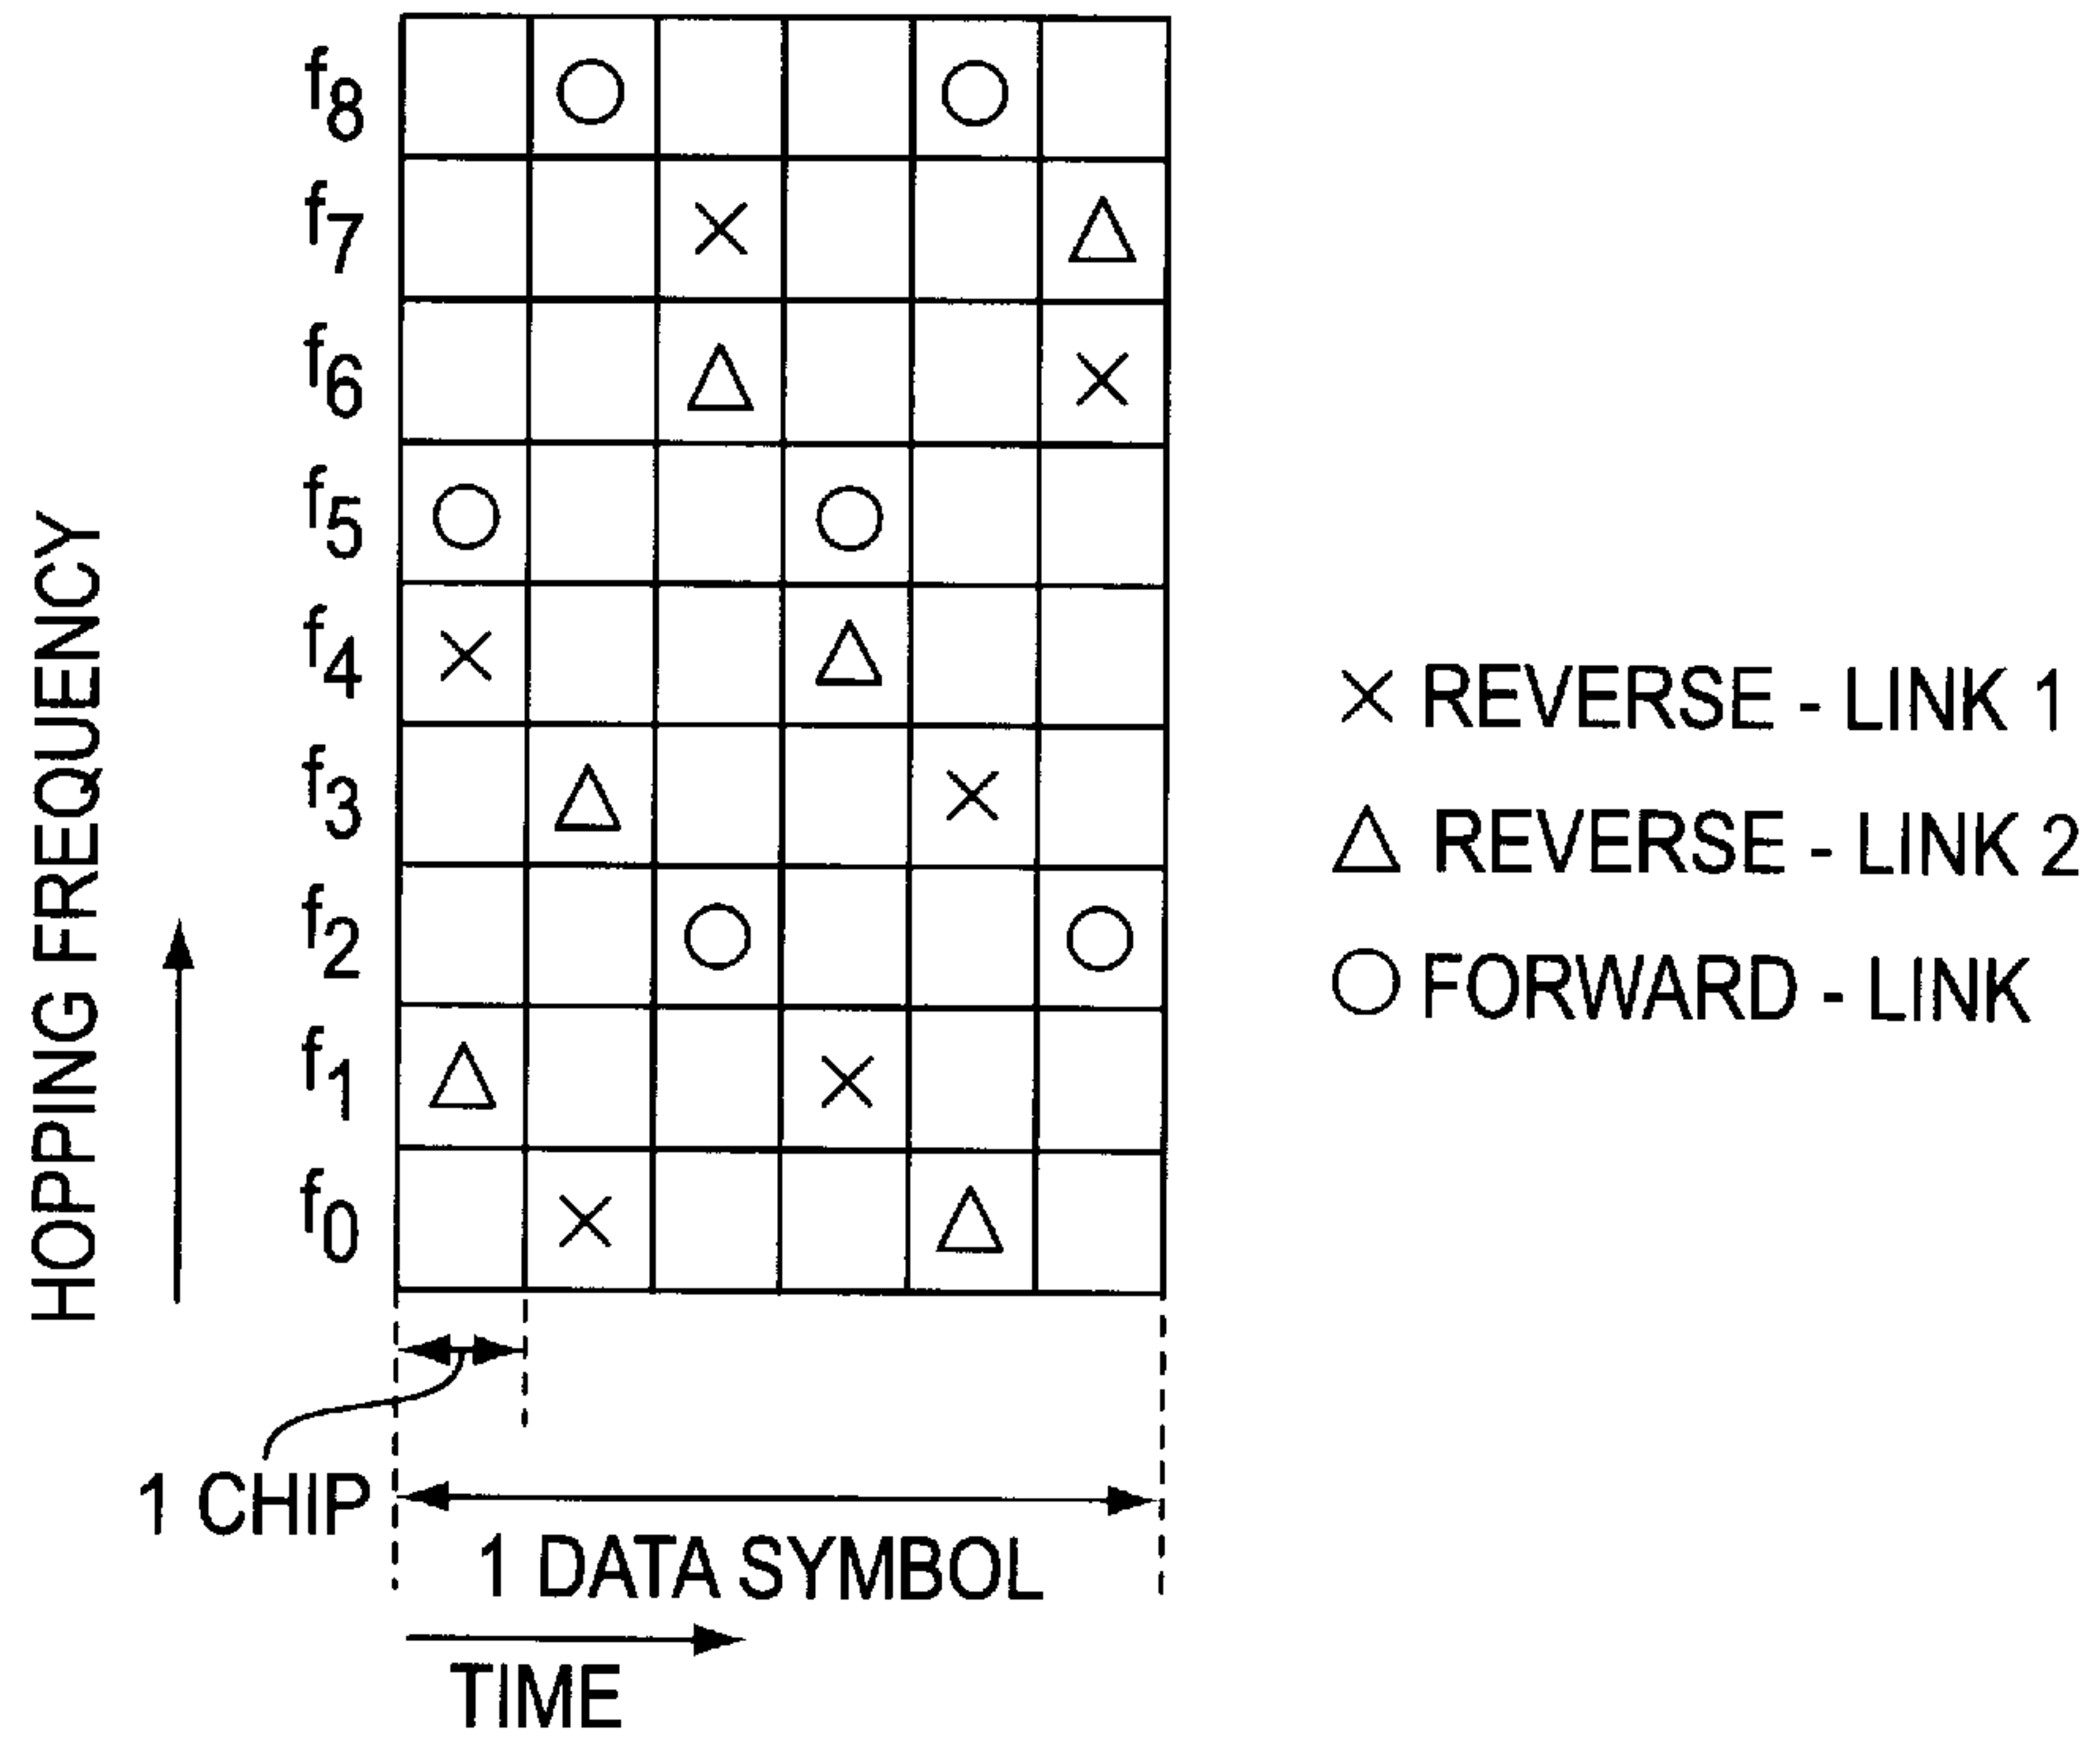 f8
f7
f6
f5
f4
f3
f2
f1
f0
HOPPING FREQUENCY
× REVERSE - LINK 1
△ REVERSE - LINK 2
○ FORWARD - LINK
1 CHIP
1 DATA SYMBOL
TIME